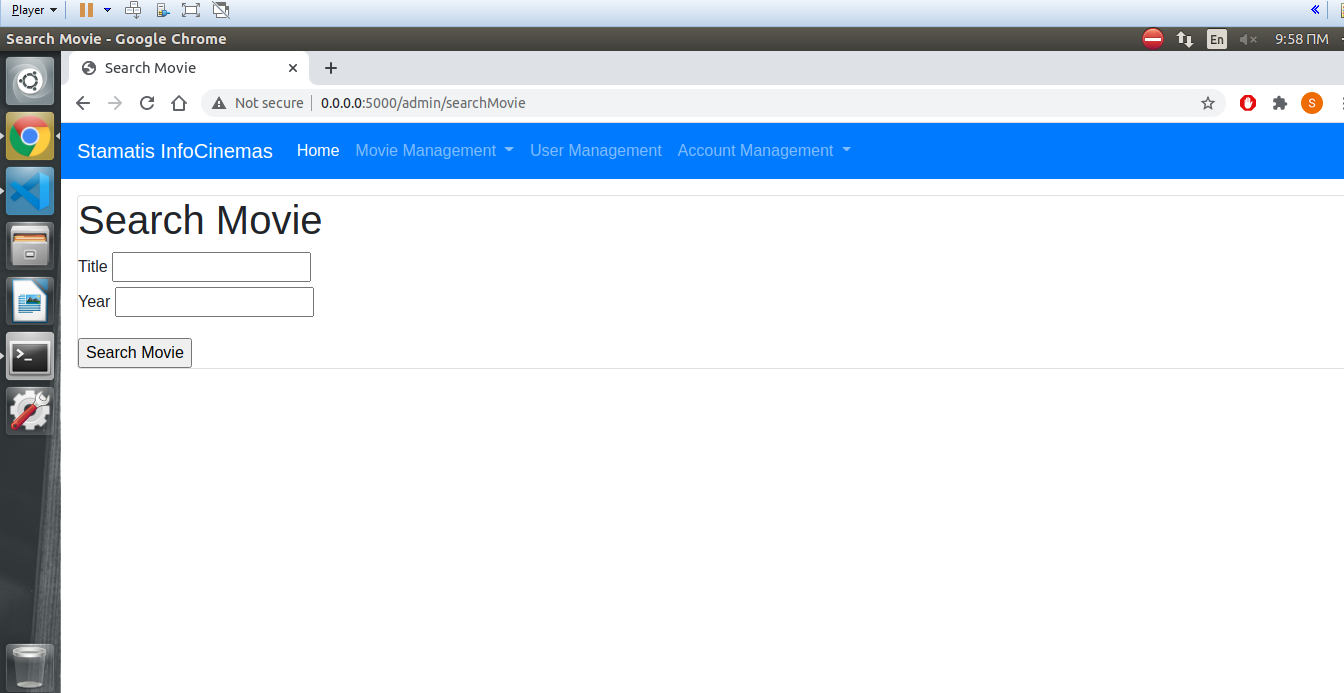 Player
Search Movie - Google Chrome
En 9:58 ΠΜ
Search Movie
Not secure 0.0.0.0:5000/admin/searchMovie
S
Stamatis InfoCinemas Home Movie Management User Management Account Management
Search Movie
Title
Year
Search Movie